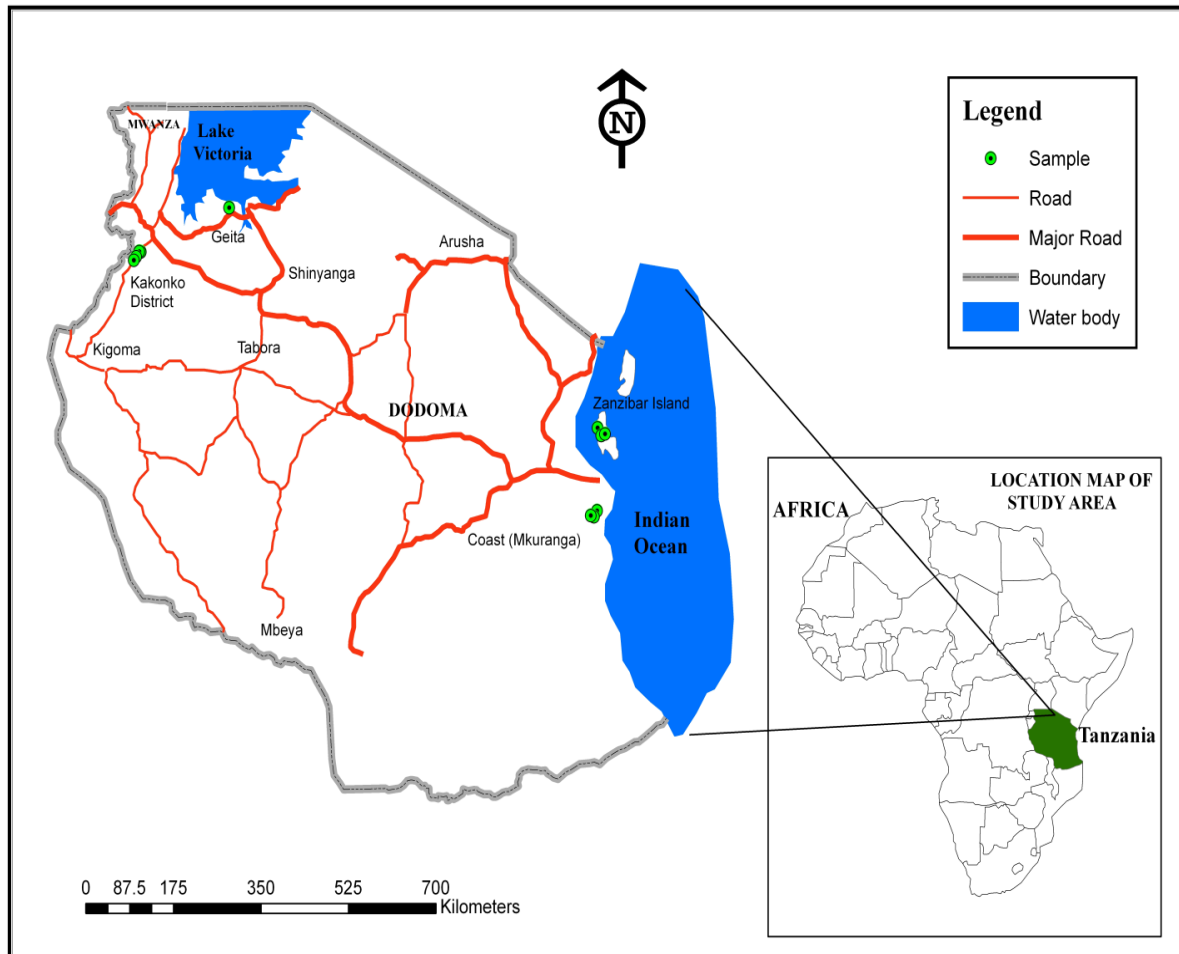 N
MWANZA
Lake
Victoria
Geita
Kakonko
District
Shinyanga
Arusha
Kigoma
Tabora
DODOMA
Zanzibar Island
Coast (Mkuranga)
Indian
Ocean
Mbeya
Legend
Sample
Road
Major Road
Boundary
Water body
LOCATION MAP OF
STUDY AREA
AFRICA
Tanzania
0 87.5 175 350 525 700
Kilometers